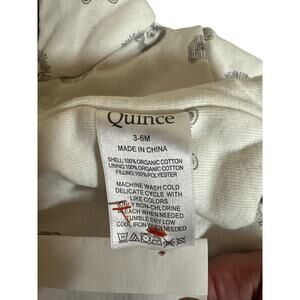 Quince
3-6M
MADE IN CHINA
SHELL:100%ORGANIC COTTON
LINING:100%ORGANIC COTTON
FILLING:100%POLYESTER
MACHINE WASH COLD
DELICATE CYCLE WITH
LIKE COLORS
ONLY NON-CHLORINE
BLEACH WHEN NEEDED
TUMBLE DRY LOW
COOL IRON WHEN NEEDED